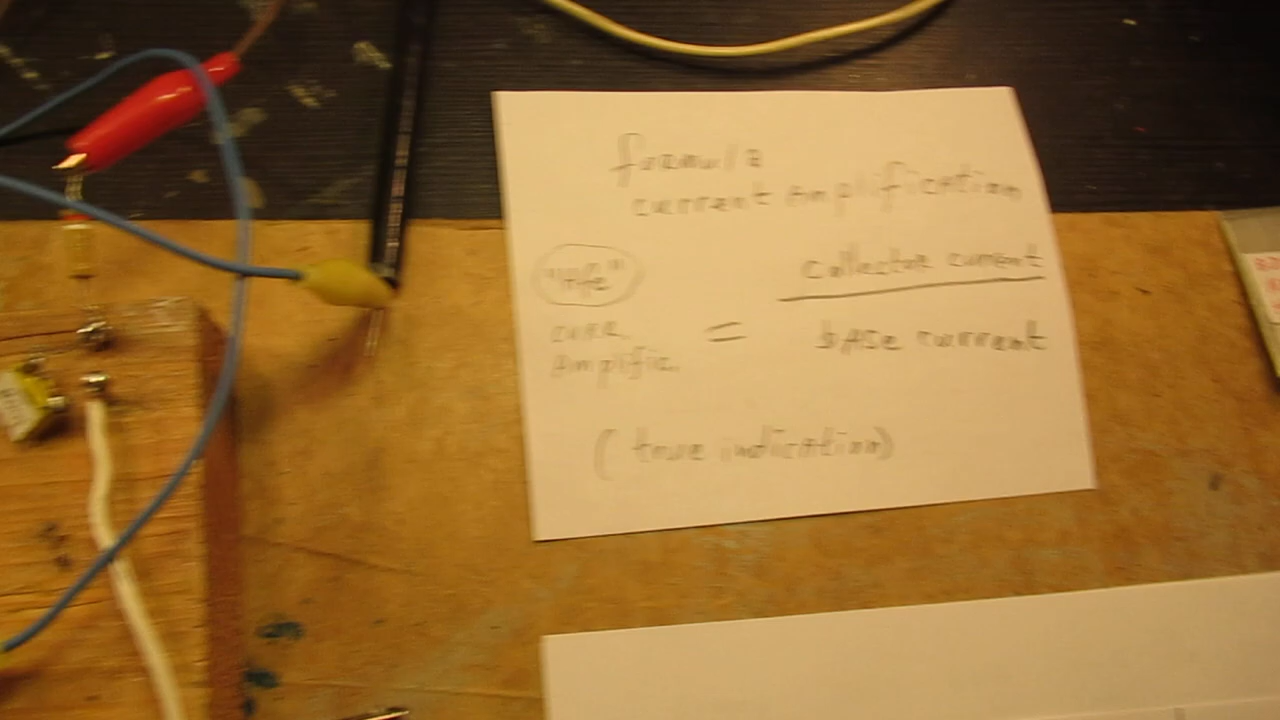 formula
current amplification
"Hfe"
curr.
amplific.
=
collector current
base current
(true indication)